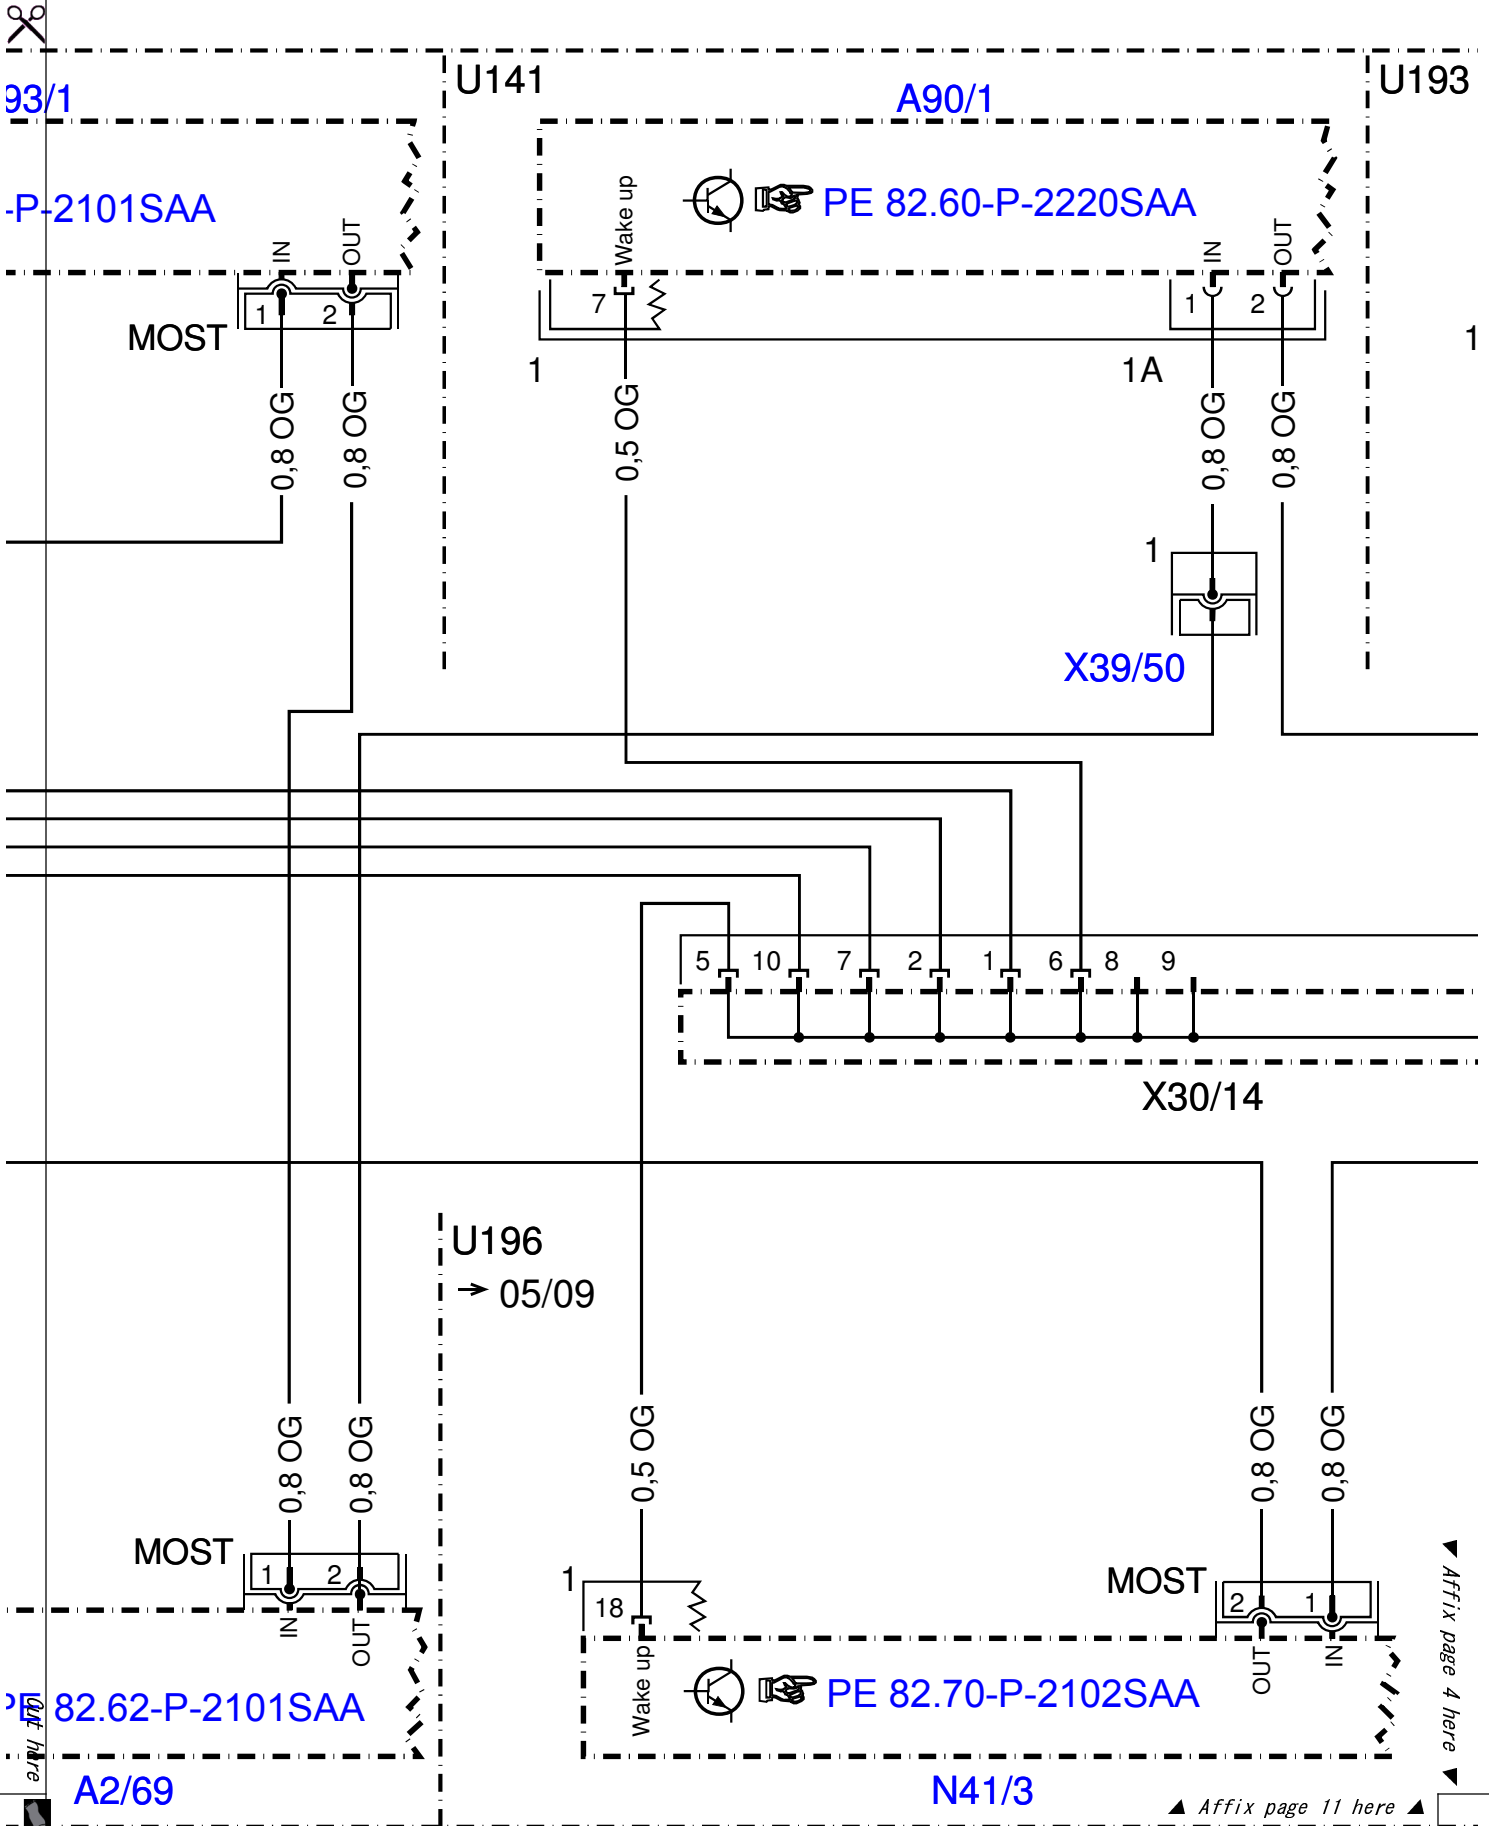 U141
U193
93/1
A90/1
-P-2101SAA
PE 82.60-P-2220SAA
Wake up
IN
OUT
IN
OUT
1
2
7
1
2
MOST
1
1A
1
0,8 OG
0,8 OG
0,5 OG
0,8 OG
0,8 OG
1
X39/50
5
10
7
2
1
6
8
9
X30/14
U196
→ 05/09
0,8 OG
0,8 OG
0,5 OG
0,8 OG
0,8 OG
MOST
1
2
1
18
MOST
2
1
IN
OUT
Wake up
OUT
IN
PE 82.62-P-2101SAA
PE 82.70-P-2102SAA
A2/69
N41/3
Cut here
▲ Affix page 4 here ▲
▲ Affix page 11 here ▲